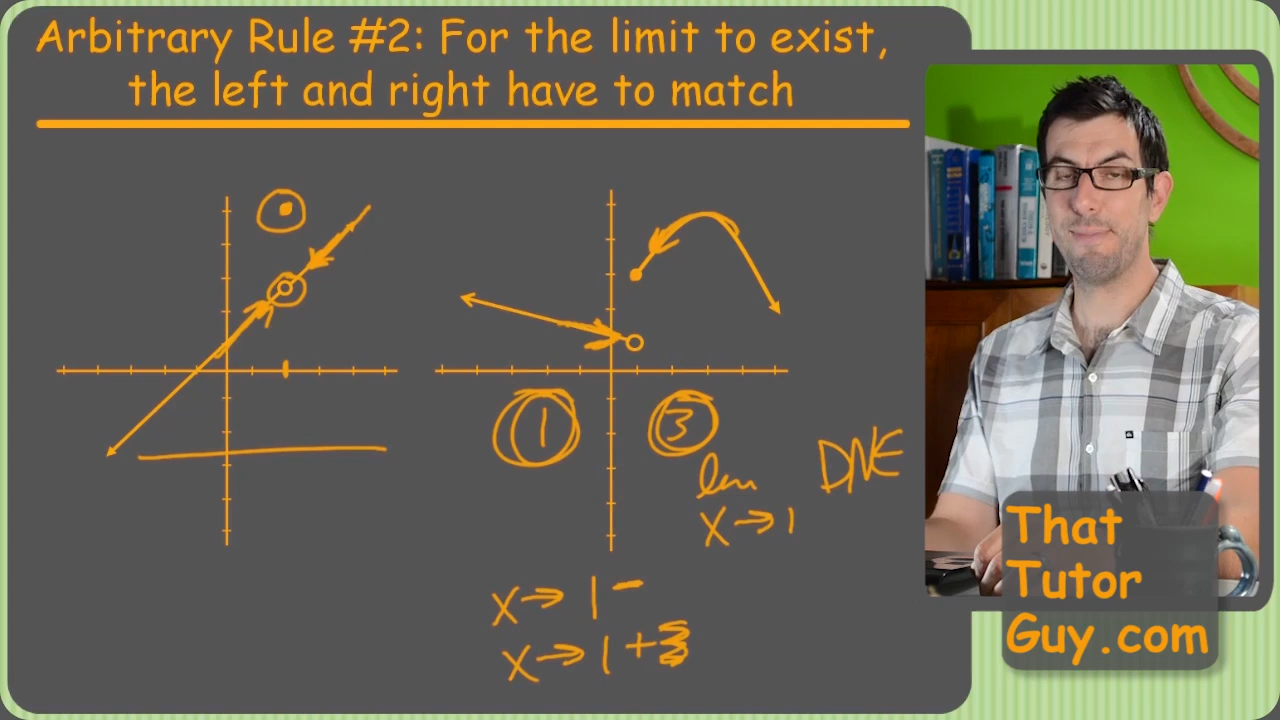 Arbitrary Rule #2: For the limit to exist,
the left and right have to match
1
3
lim
x→1
DNE
x→1-
x→1+
That
Tutor
Guy.com